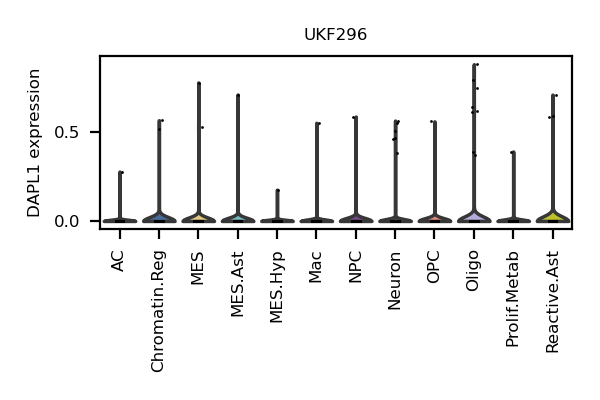 UKF296
DAPL1 expression
0.5
0.0
AC
Chromatin.Reg
MES
MES.Ast
MES.Hyp
Mac
NPC
Neuron
OPC
Oligo
Prolif.Metab
Reactive.Ast